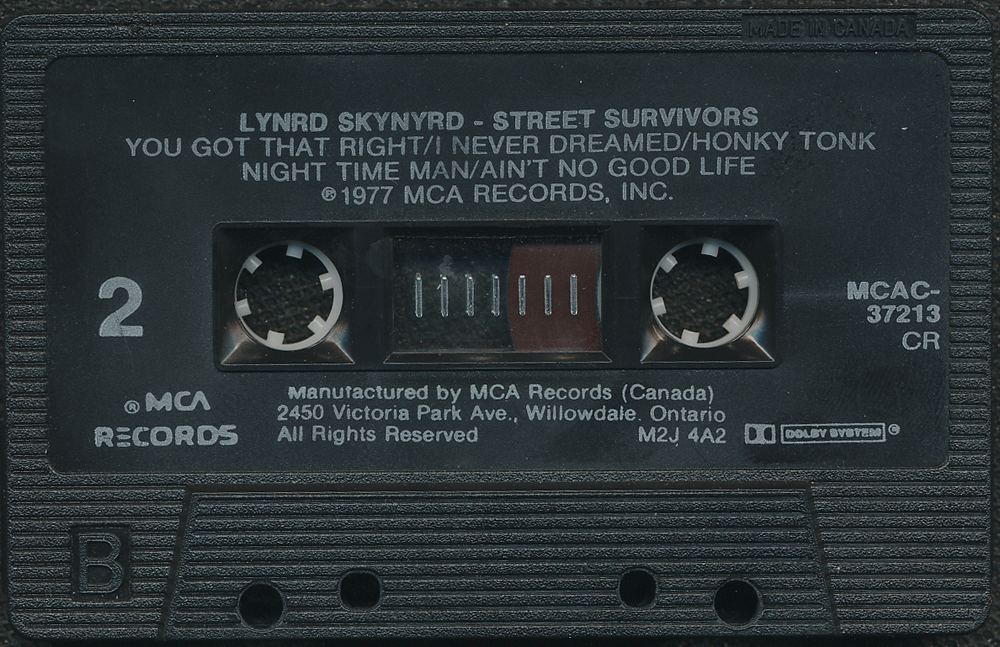 MADE IN CANADA
LYNRD SKYNYRD - STREET SURVIVORS
YOU GOT THAT RIGHT/I NEVER DREAMED/HONKY TONK
NIGHT TIME MAN/AIN'T NO GOOD LIFE
℗1977 MCA RECORDS, INC.
2
MCAC-
37213
CR
® MCA
RECORDS
Manufactured by MCA Records (Canada)
2450 Victoria Park Ave., Willowdale. Ontario
All Rights Reserved M2J 4A2 DOLBY SYSTEM ®
B